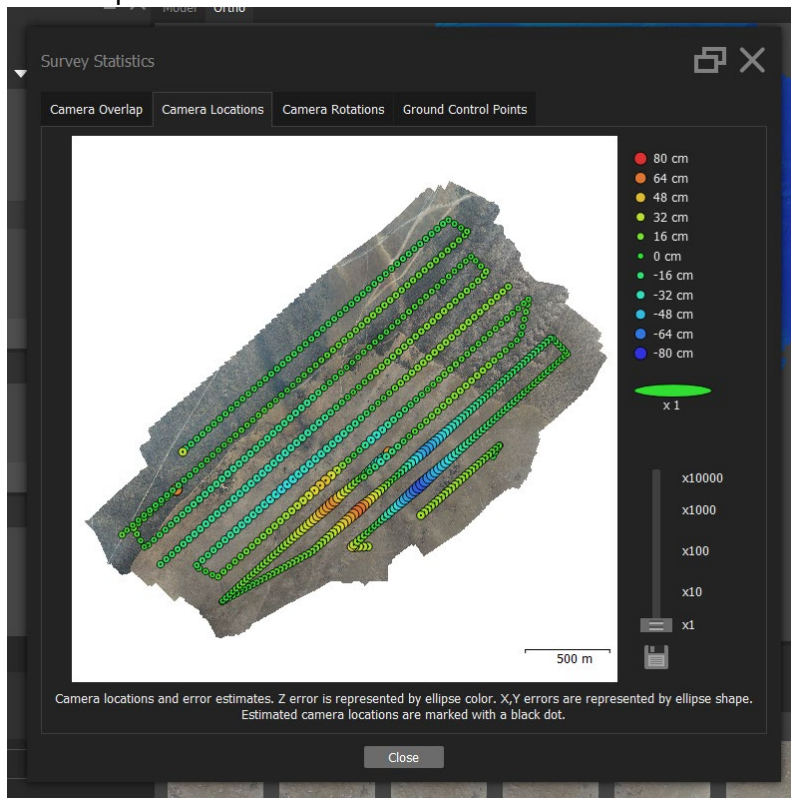 Model Ortho
Survey Statistics
Camera Overlap Camera Locations Camera Rotations Ground Control Points
80 cm
64 cm
48 cm
32 cm
16 cm
0 cm
-16 cm
-32 cm
-48 cm
-64 cm
-80 cm
x 1
x10000
x1000
x100
x10
x1
500 m
Camera locations and error estimates. Z error is represented by ellipse color. X,Y errors are represented by ellipse shape.
Estimated camera locations are marked with a black dot.
Close